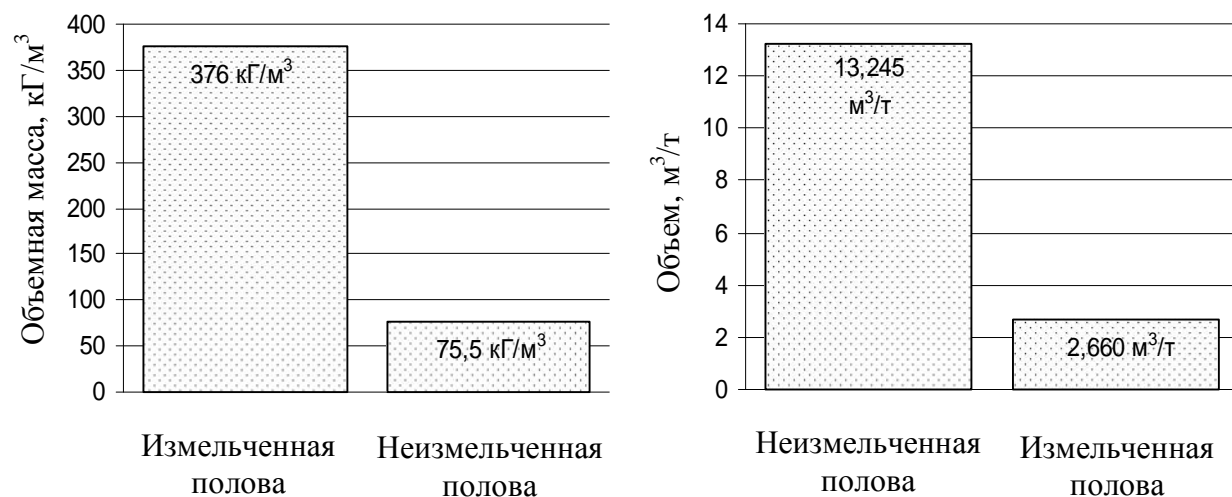 Объемная масса, кГ/м³
400
350
300
250
200
150
100
50
0
376 кГ/м³
75,5 кГ/м³
Измельченная
полова
Неизмельченная
полова
Объем, м³/т
14
12
10
8
6
4
2
0
13,245
м³/т
2,660 м³/т
Неизмельченная
полова
Измельченная
полова